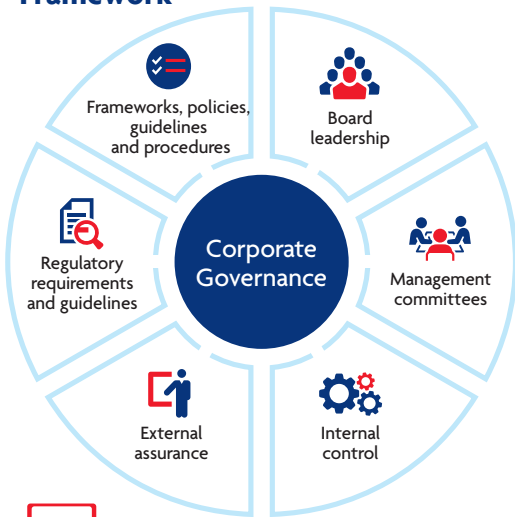 Framework
Frameworks, policies,
guidelines
and procedures
Board
leadership
Regulatory
requirements
and guidelines
Corporate
Governance
Management
committees
External
assurance
Internal
control